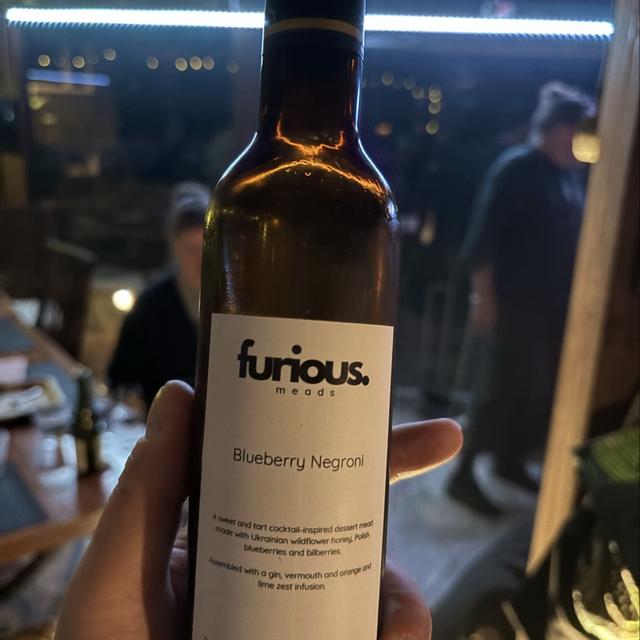 furious.
meads
Blueberry Negroni
A sweet and tart cocktail-inspired dessert mead
made with Ukrainian wildflower honey, Polish
blueberries and bilberries.
Assembled with a gin, vermouth and orange and
lime zest infusion.